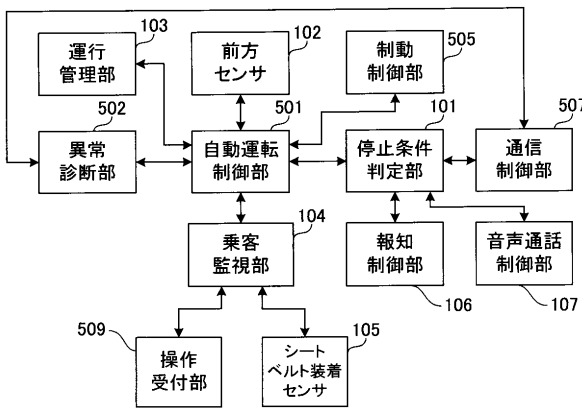 103
運行
管理部
102
前方
センサ
505
制動
制御部
502
異常
診断部
501
自動運転
制御部
101
停止条件
判定部
507
通信
制御部
104
乗客
監視部
報知
制御部
106
音声通話
制御部
107
509
操作
受付部
105
シート
ベルト装着
センサ